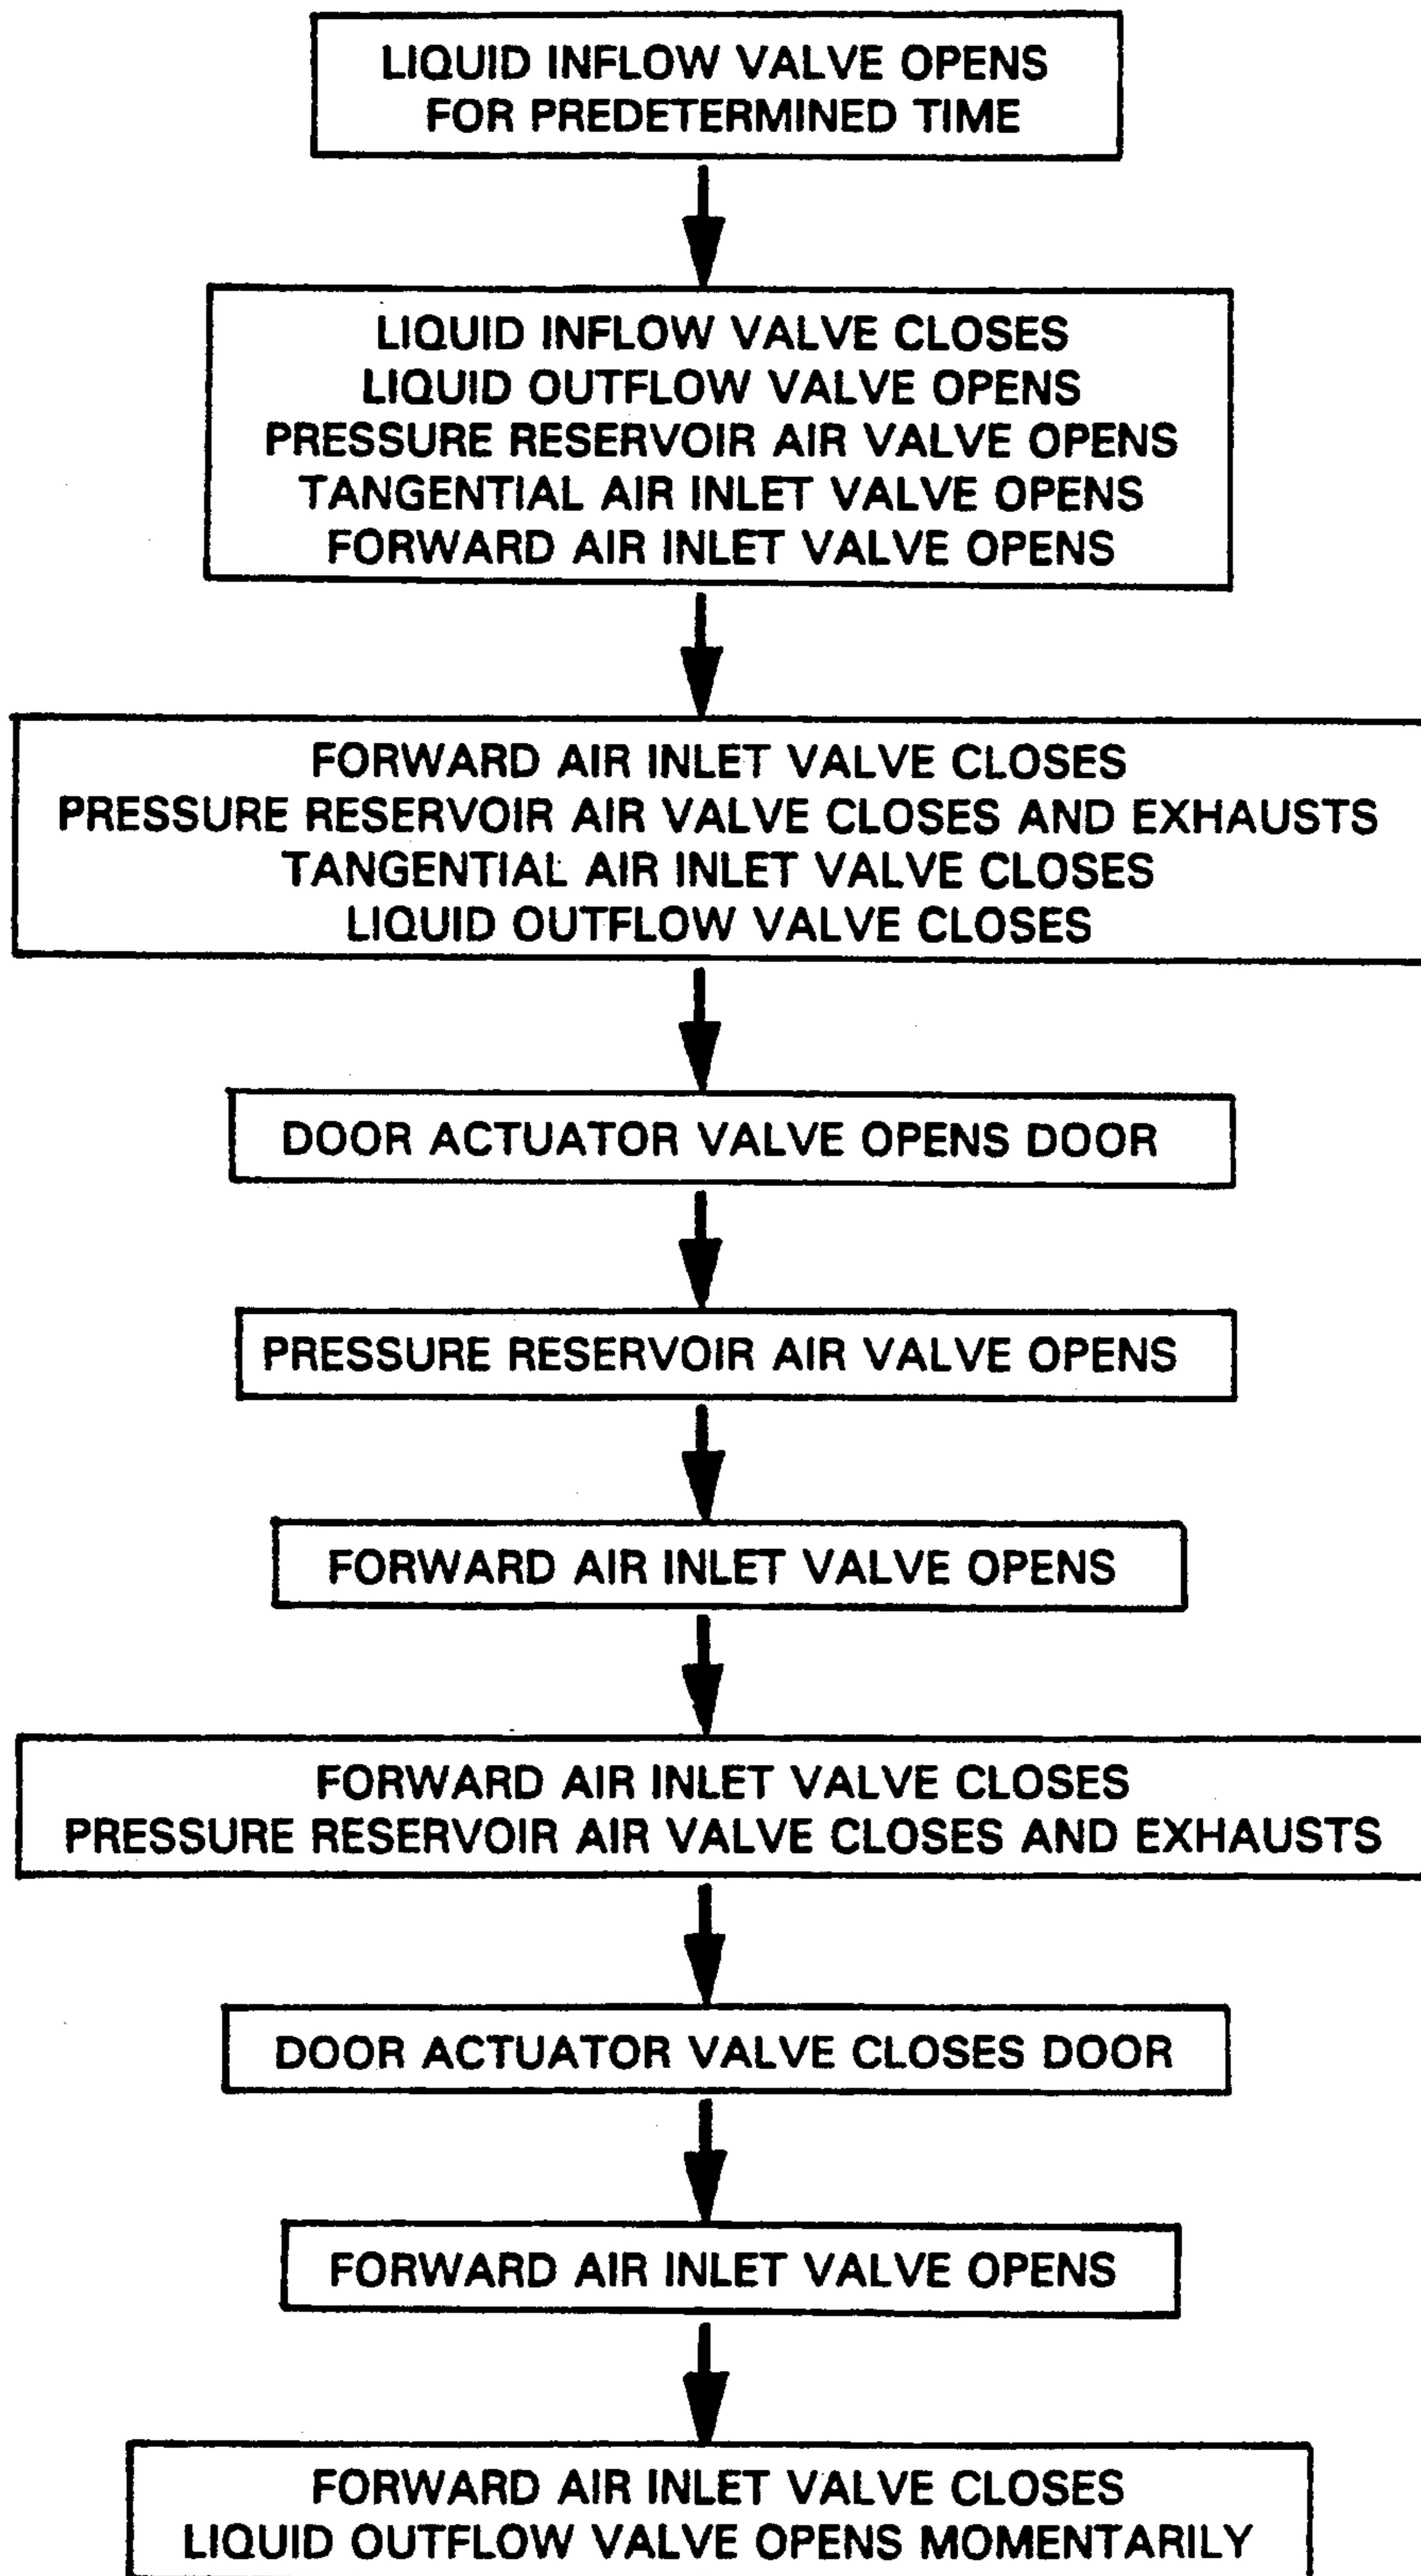 LIQUID INFLOW VALVE OPENS
FOR PREDETERMINED TIME
LIQUID INFLOW VALVE CLOSES
LIQUID OUTFLOW VALVE OPENS
PRESSURE RESERVOIR AIR VALVE OPENS
TANGENTIAL AIR INLET VALVE OPENS
FORWARD AIR INLET VALVE OPENS
FORWARD AIR INLET VALVE CLOSES
PRESSURE RESERVOIR AIR VALVE CLOSES AND EXHAUSTS
TANGENTIAL AIR INLET VALVE CLOSES
LIQUID OUTFLOW VALVE CLOSES
DOOR ACTUATOR VALVE OPENS DOOR
PRESSURE RESERVOIR AIR VALVE OPENS
FORWARD AIR INLET VALVE OPENS
FORWARD AIR INLET VALVE CLOSES
PRESSURE RESERVOIR AIR VALVE CLOSES AND EXHAUSTS
DOOR ACTUATOR VALVE CLOSES DOOR
FORWARD AIR INLET VALVE OPENS
FORWARD AIR INLET VALVE CLOSES
LIQUID OUTFLOW VALVE OPENS MOMENTARILY